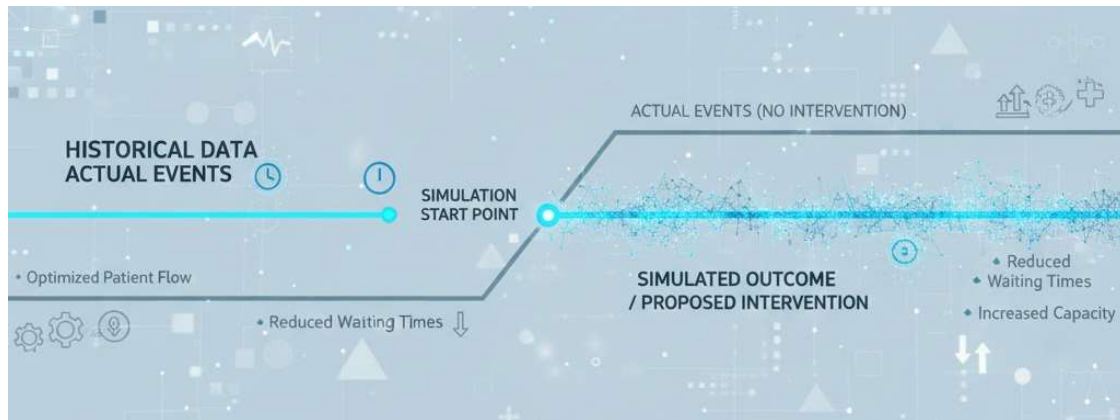 HISTORICAL DATA
ACTUAL EVENTS
SIMULATION
START POINT
ACTUAL EVENTS (NO INTERVENTION)
• Optimized Patient Flow
• Reduced Waiting Times
SIMULATED OUTCOME
/ PROPOSED INTERVENTION
• Reduced
• Waiting Times
• Increased Capacity